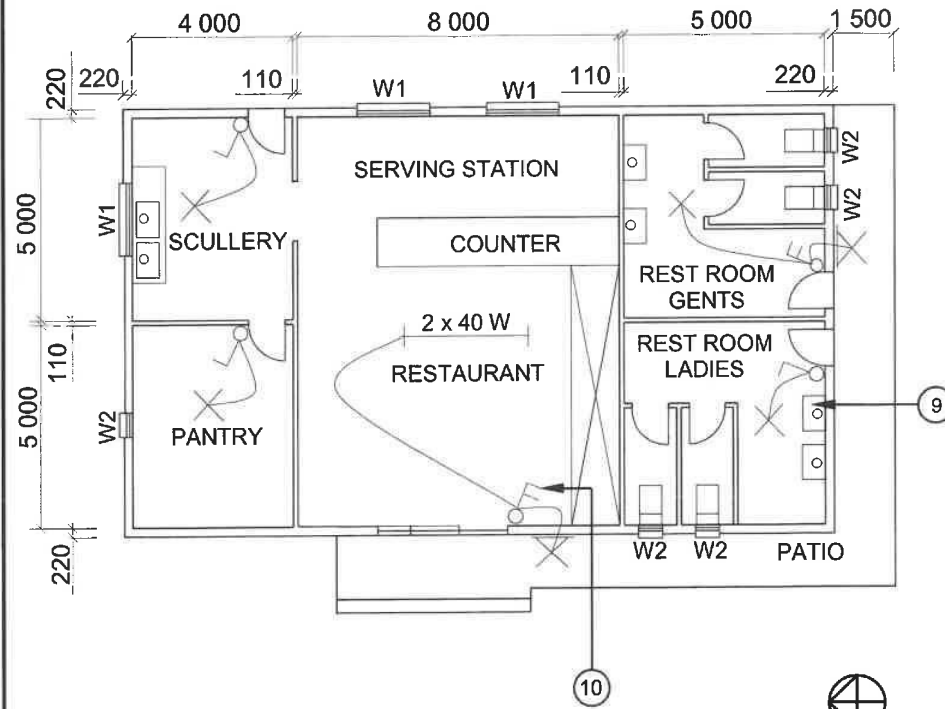 4 000
8 000
5 000
1 500
220
220
110
110
220
W1
W1
W2
W2
W1
5 000
SERVING STATION
SCULLERY
COUNTER
REST ROOM
GENTS
2 x 40 W
REST ROOM
LADIES
110
RESTAURANT
9
5 000
W2
PANTRY
W2
W2
PATIO
220
10